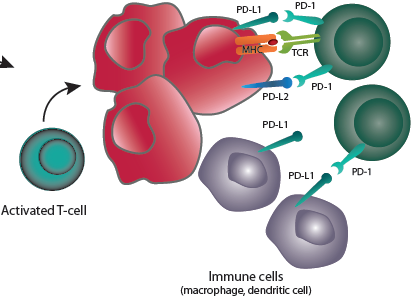 PD-L1
PD-1
MHC
TCR
PD-L2
PD-1
PD-L1
PD-L1
PD-1
Activated T-cell
Immune cells
(macrophage, dendritic cell)